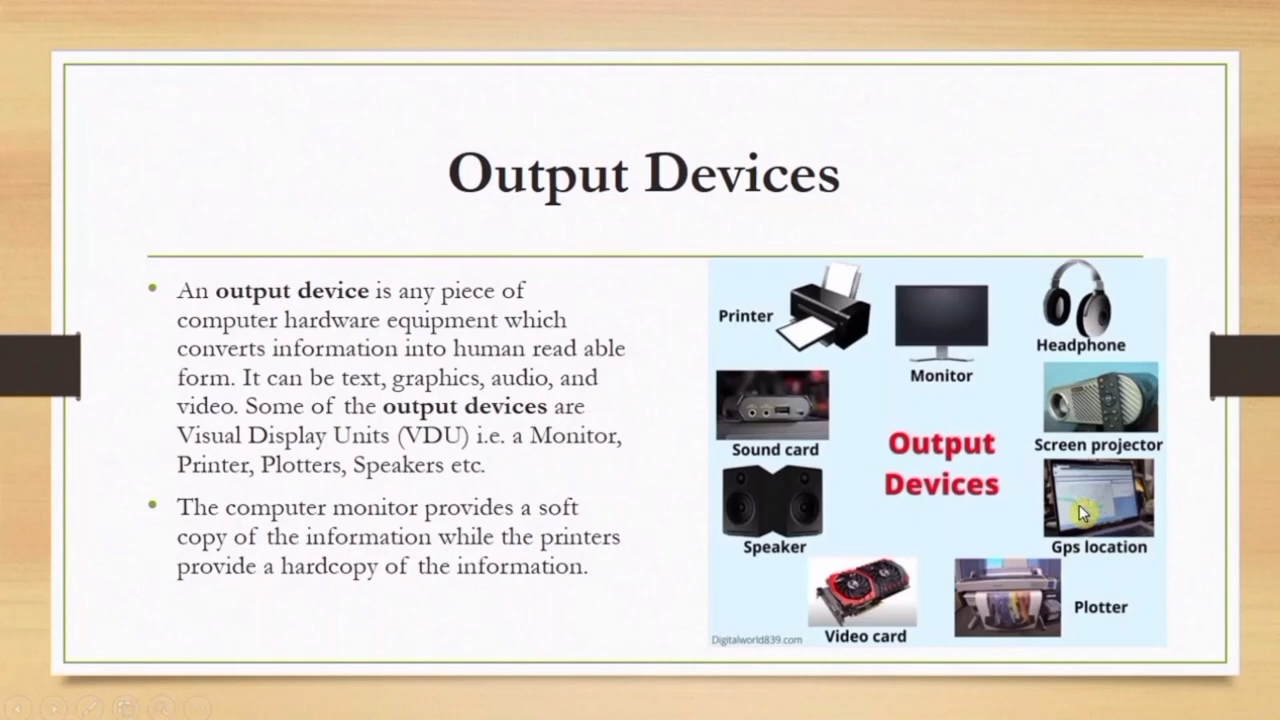 Output Devices
• An output device is any piece of
computer hardware equipment which
converts information into human read able
form. It can be text, graphics, audio, and
video. Some of the output devices are
Visual Display Units (VDU) i.e. a Monitor,
Printer, Plotters, Speakers etc.
• The computer monitor provides a soft
copy of the information while the printers
provide a hardcopy of the information.
Printer
Monitor
Headphone
Sound card
Output
Devices
Screen projector
Speaker
Gps location
Video card
Plotter
Digitalworld839.com